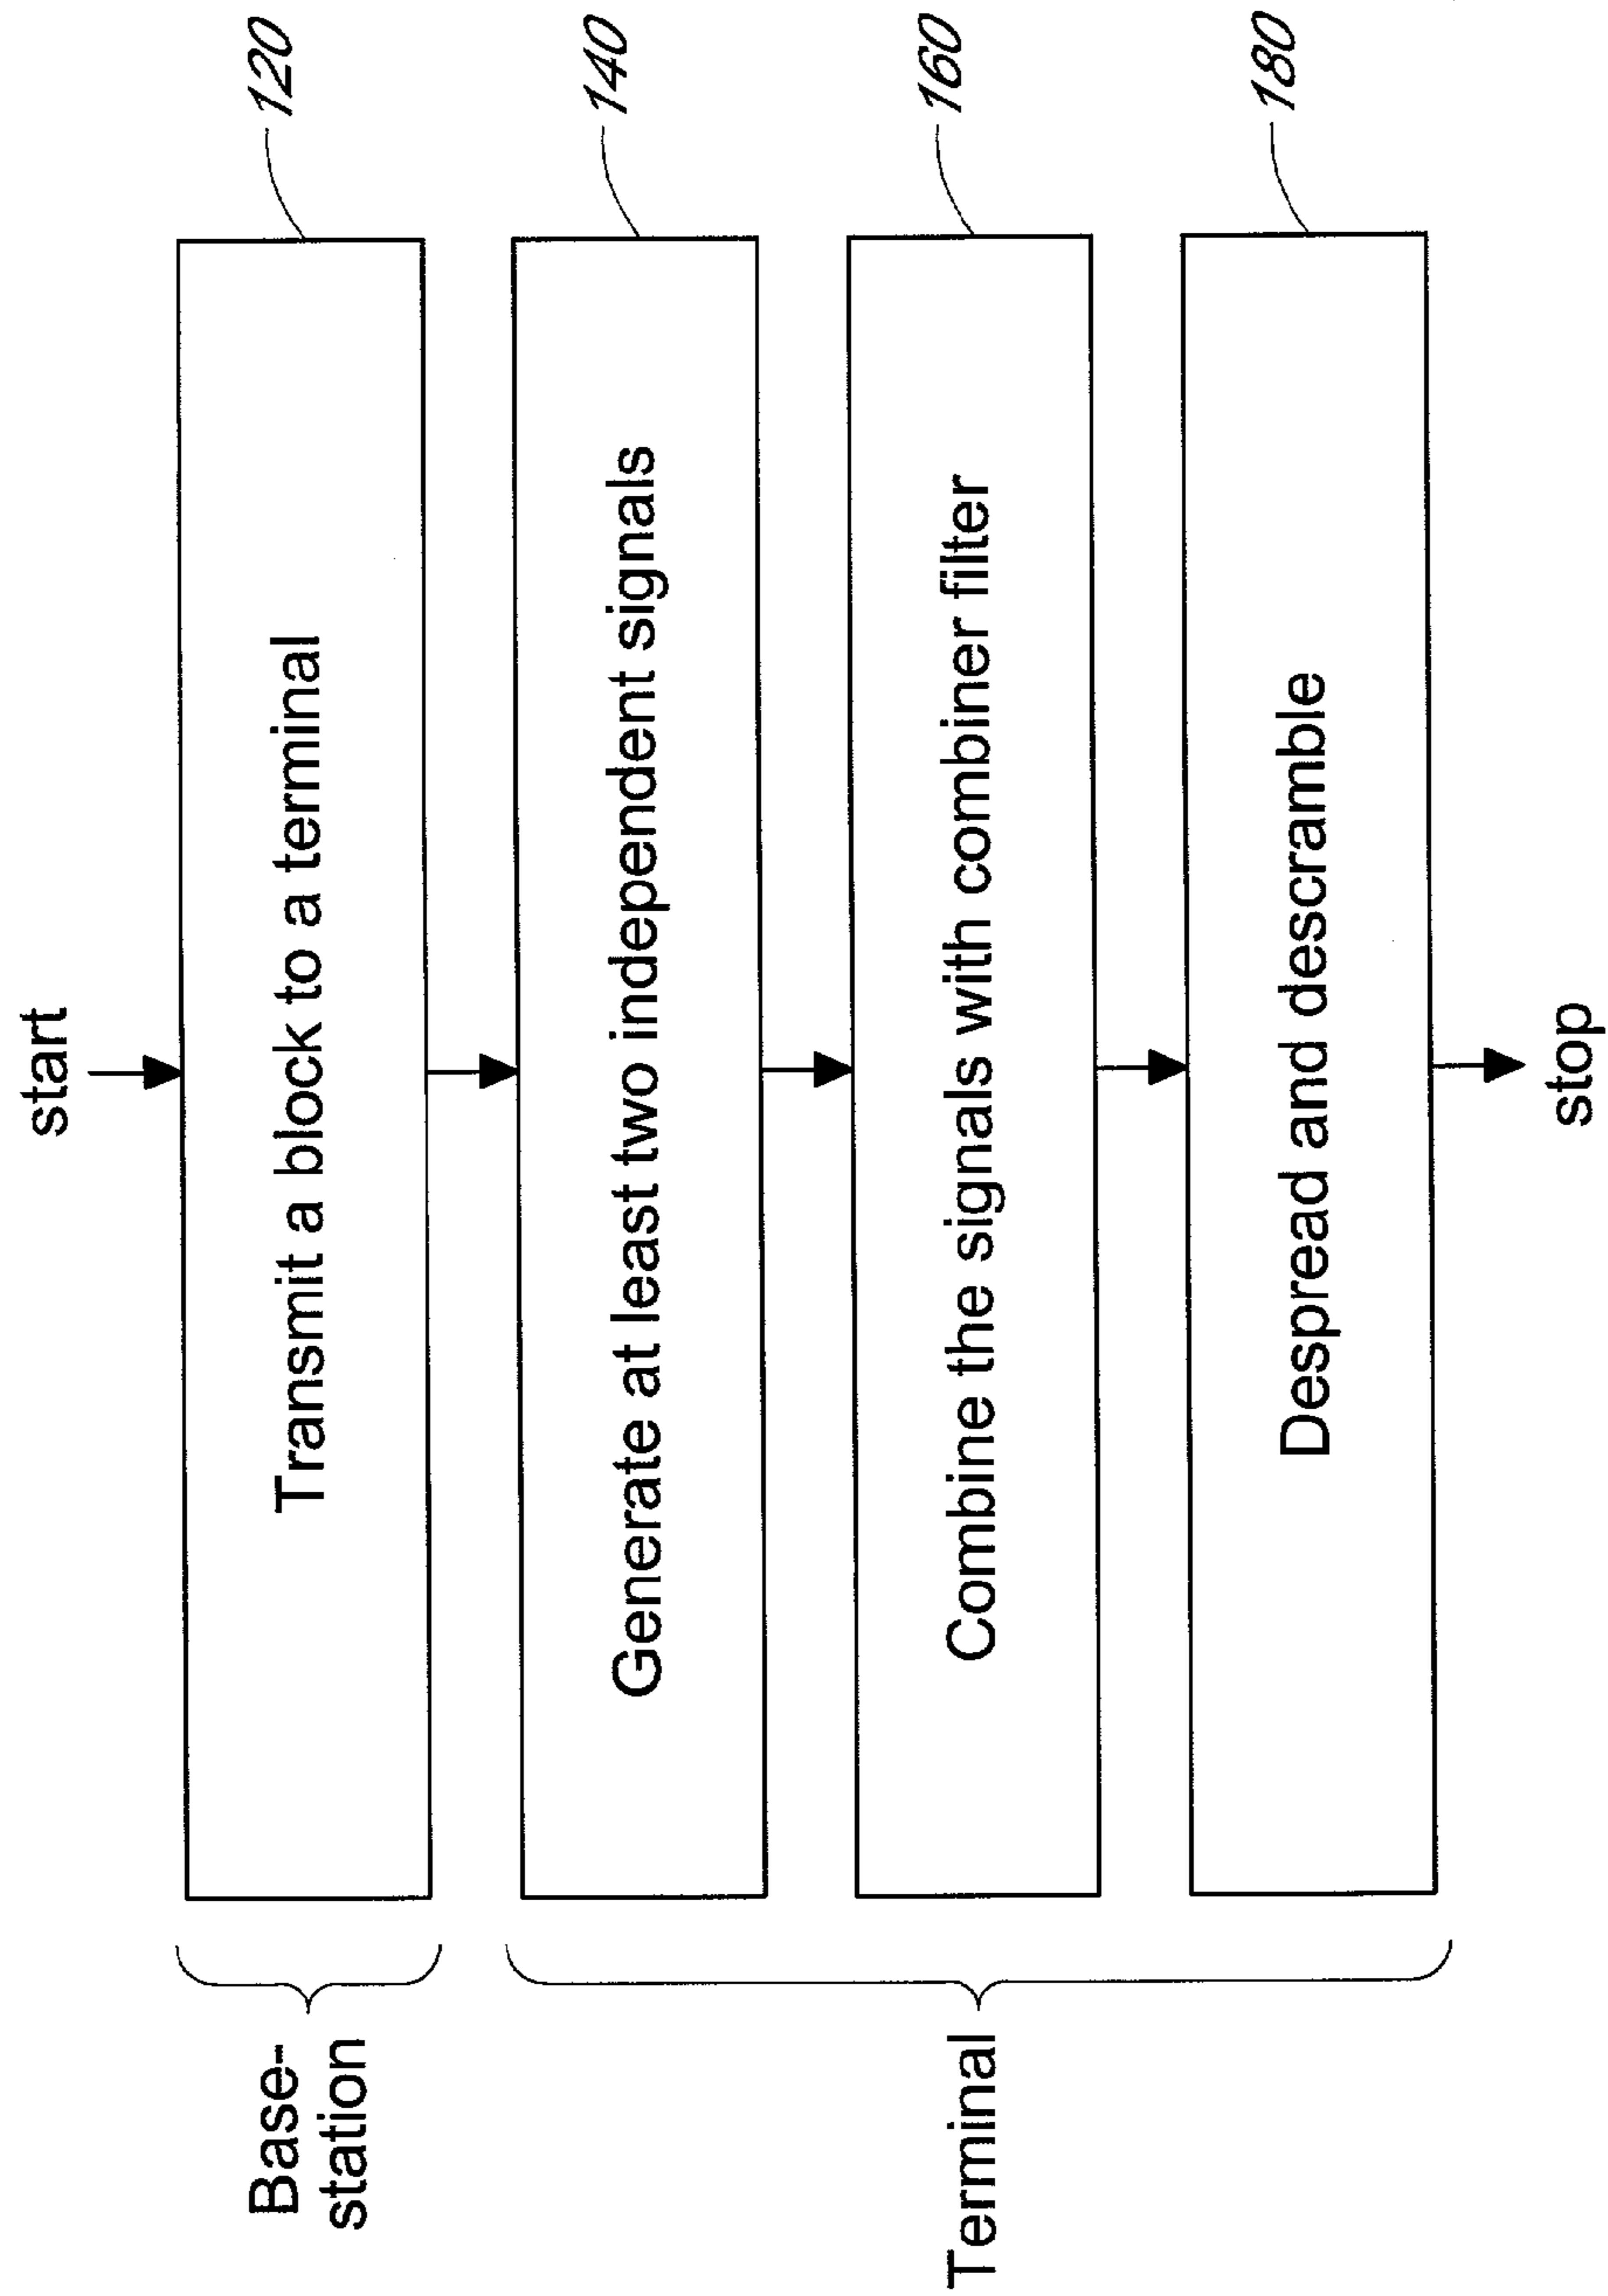 start
Base-
station
Transmit a block to a terminal
120
Generate at least two independent signals
140
Terminal
Combine the signals with combiner filter
160
Despread and descramble
180
stop